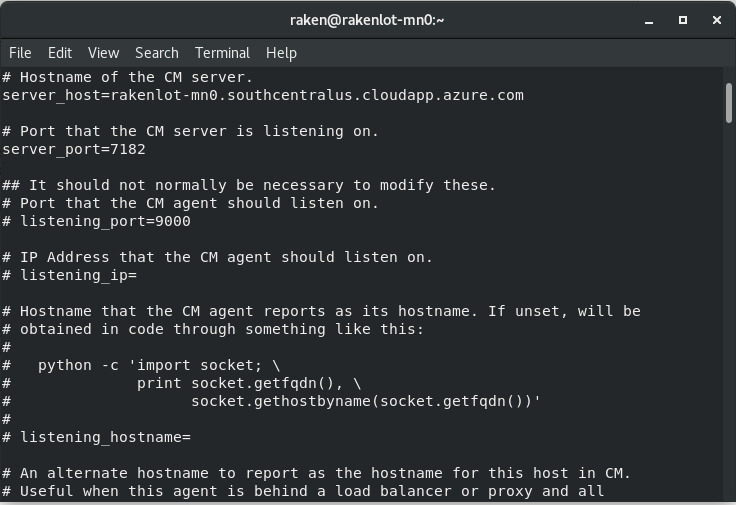 raken@rakenlot-mn0:~
File Edit View Search Terminal Help
# Hostname of the CM server.
server_host=rakenlot-mn0.southcentralus.cloudapp.azure.com
# Port that the CM server is listening on.
server_port=7182
## It should not normally be necessary to modify these.
# Port that the CM agent should listen on.
# listening_port=9000
# IP Address that the CM agent should listen on.
# listening_ip=
# Hostname that the CM agent reports as its hostname. If unset, will be
# obtained in code through something like this:
#
#   python -c 'import socket; \
#              print socket.getfqdn(), \
#                    socket.gethostbyname(socket.getfqdn())'
#
# listening_hostname=
# An alternate hostname to report as the hostname for this host in CM.
# Useful when this agent is behind a load balancer or proxy and all